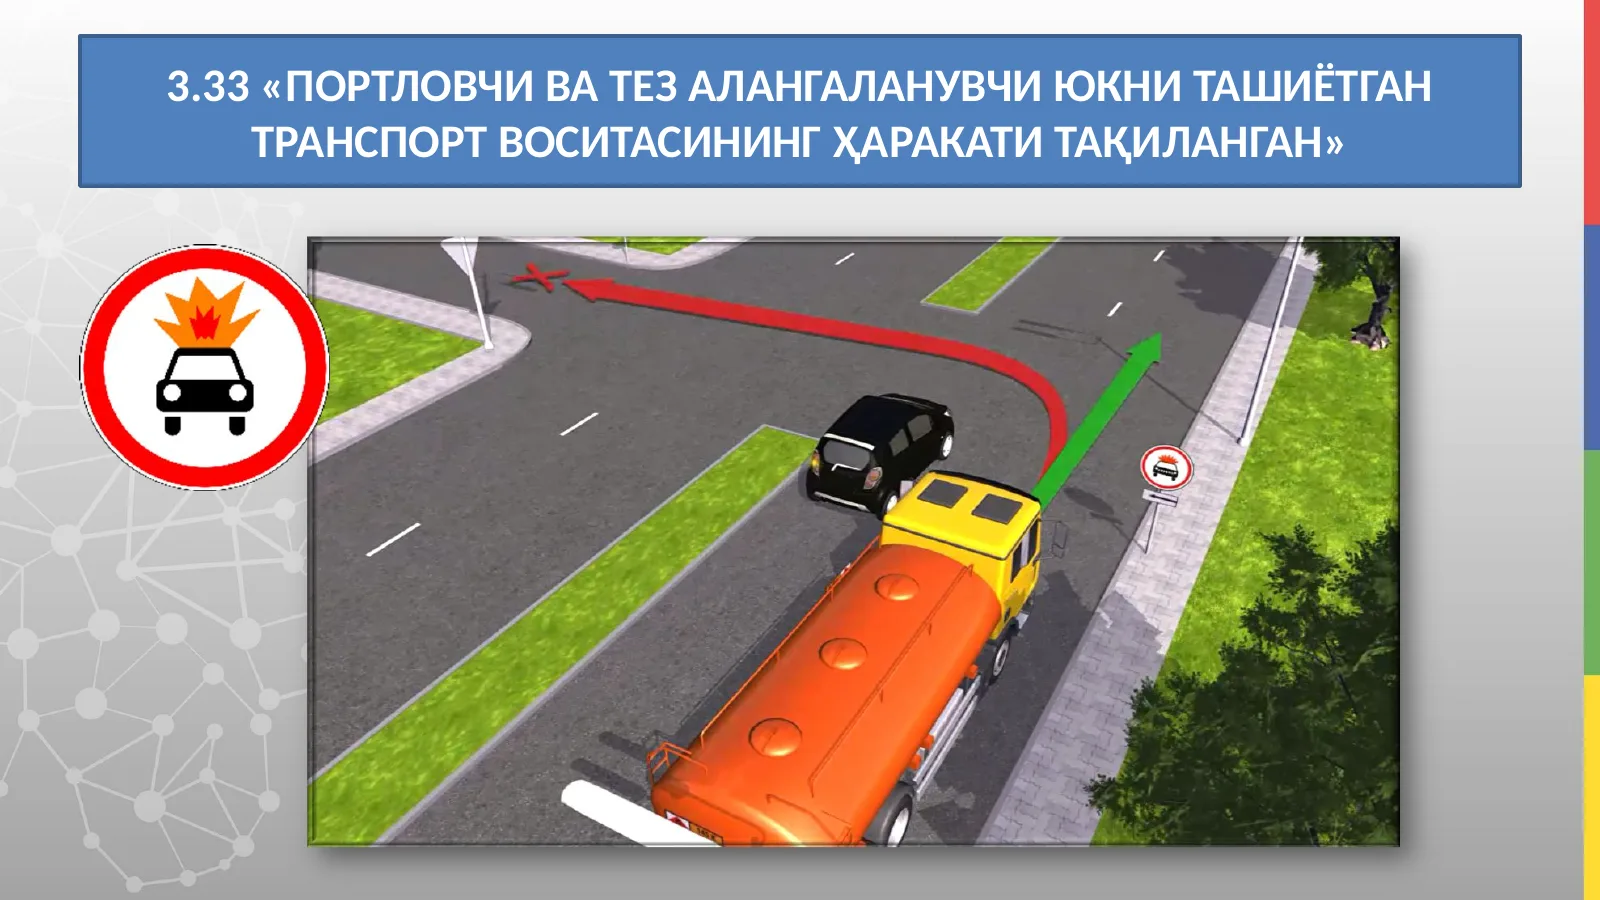 3.33 «ПОРТЛОВЧИ ВА ТЕЗ АЛАНГАЛАНУВЧИ ЮКНИ ТАШИЁТГАН
ТРАНСПОРТ ВОСИТАСИНИНГ ҲАРАКАТИ ТАҚИЛАНГАН»